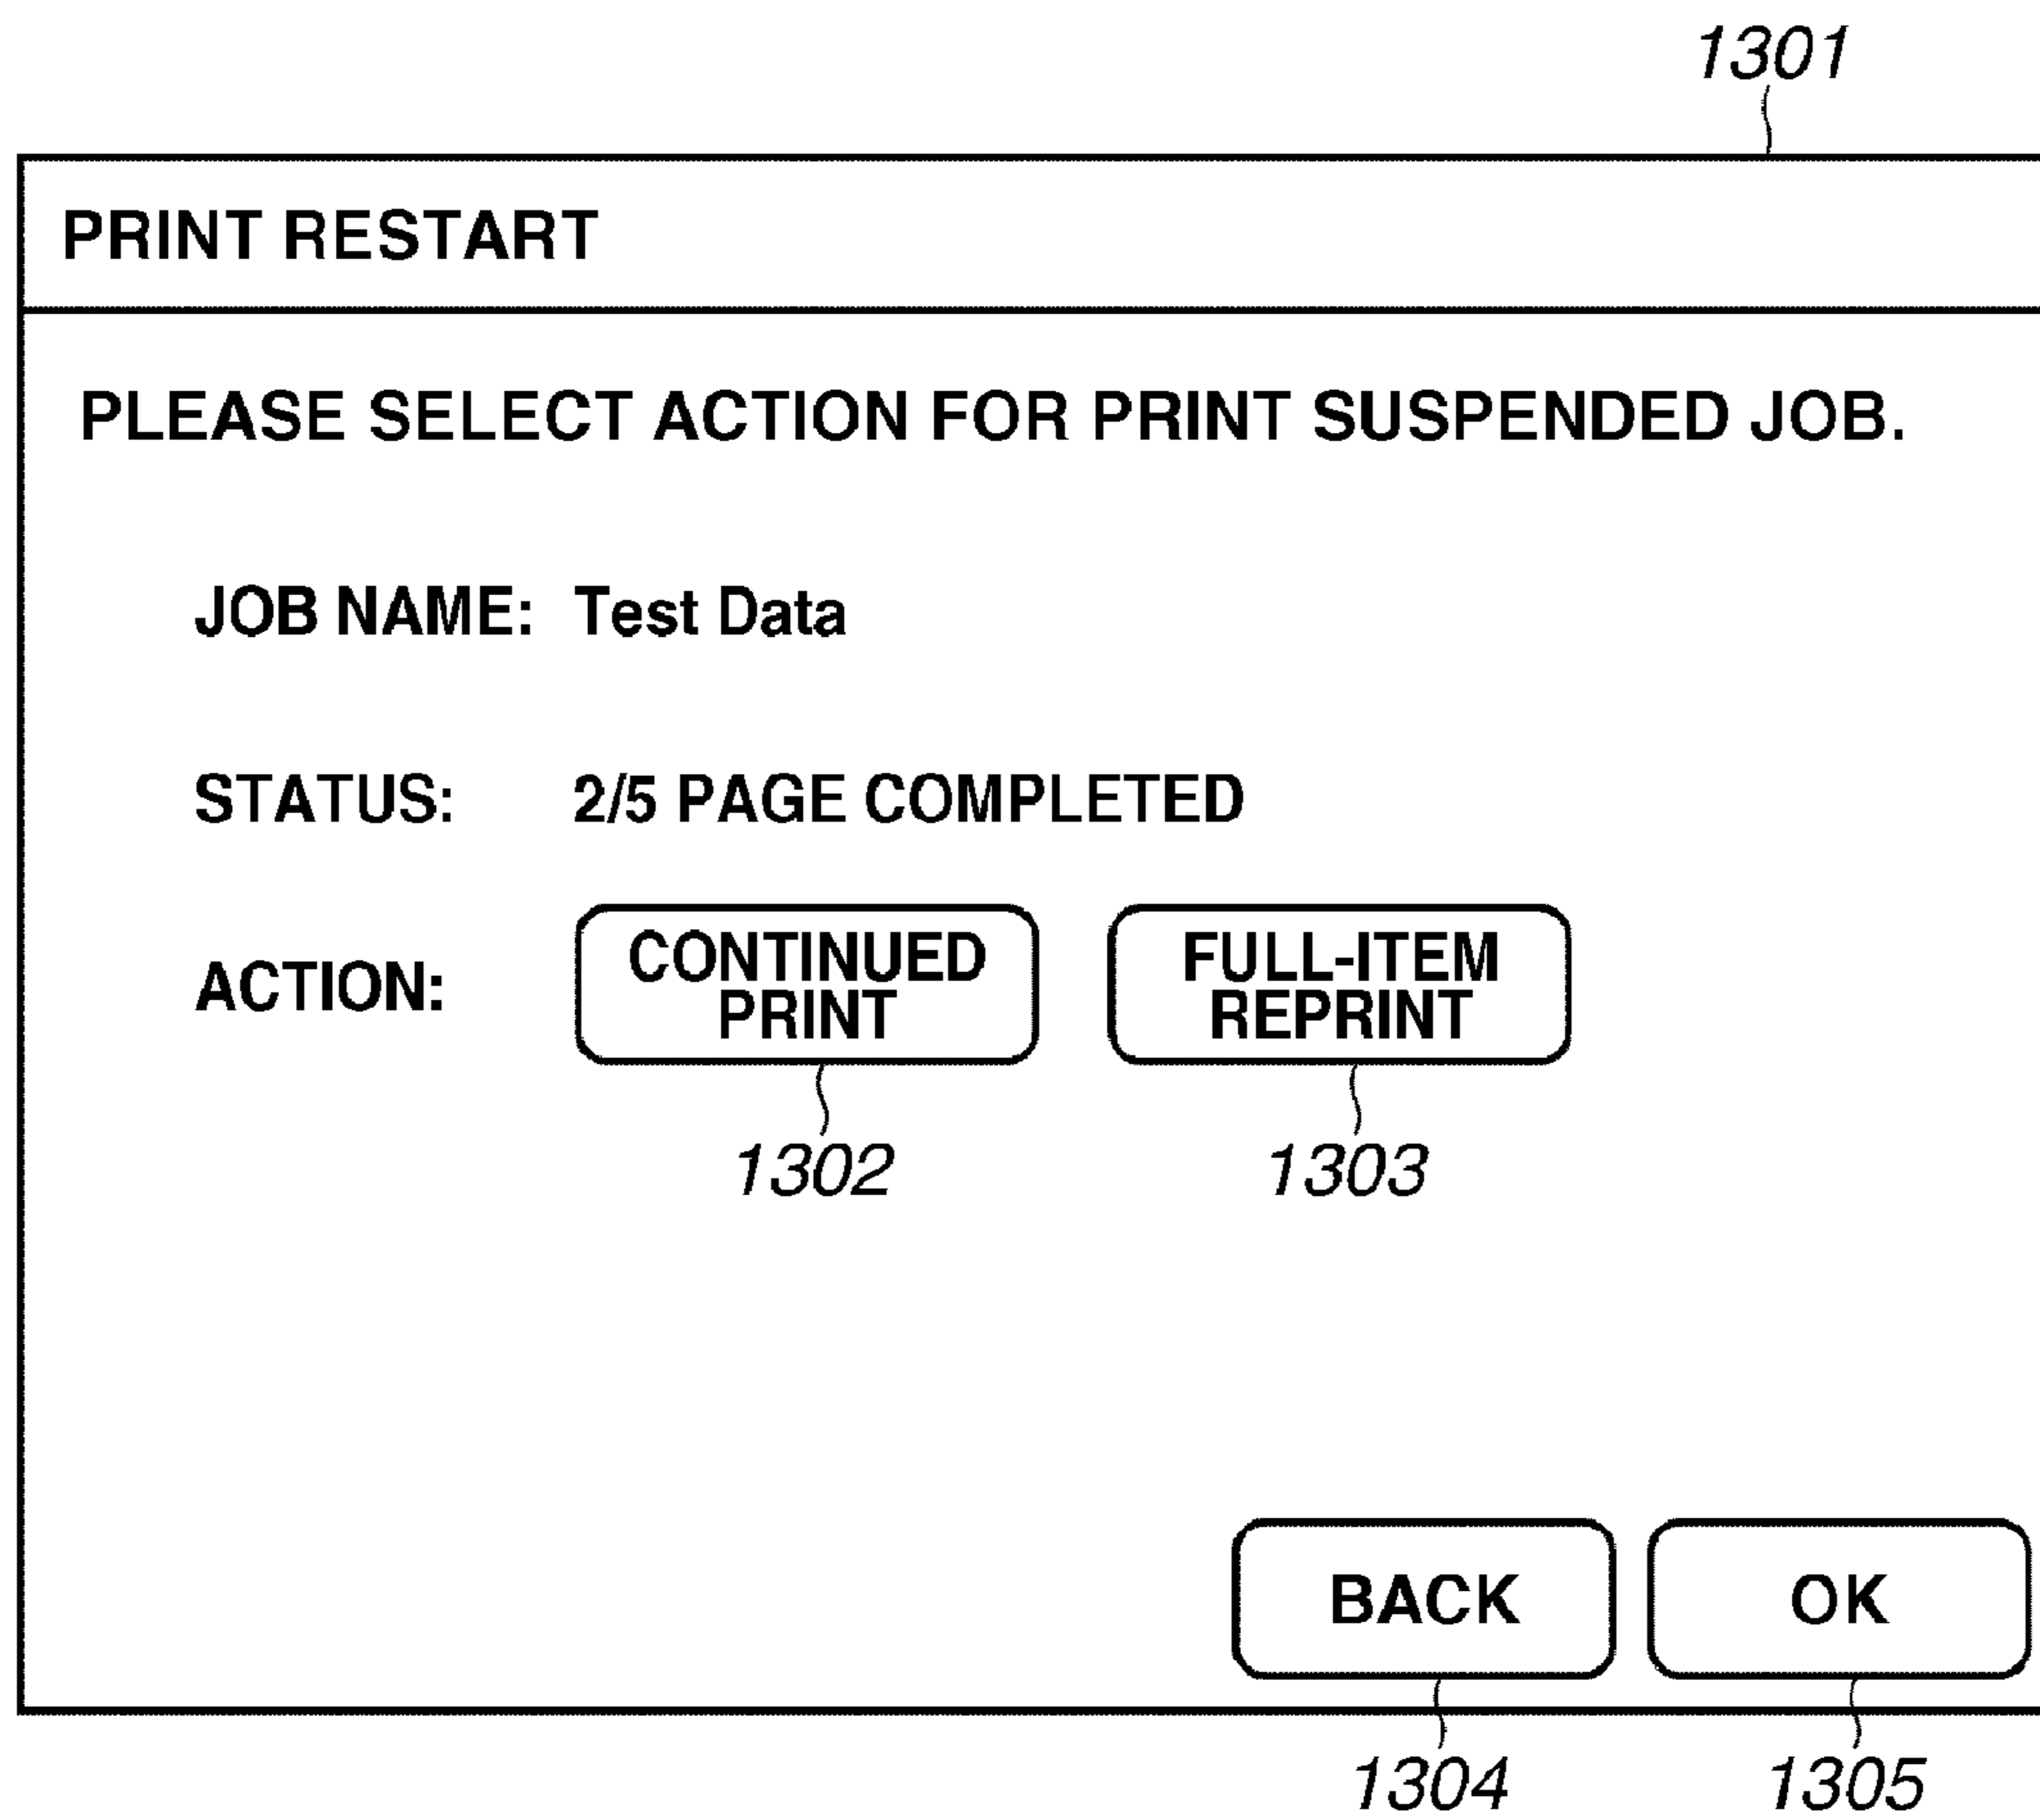 1301
PRINT RESTART
PLEASE SELECT ACTION FOR PRINT SUSPENDED JOB.
JOB NAME: Test Data
STATUS: 2/5 PAGE COMPLETED
ACTION:
CONTINUED
PRINT
FULL-ITEM
REPRINT
1302
1303
BACK
OK
1304
1305